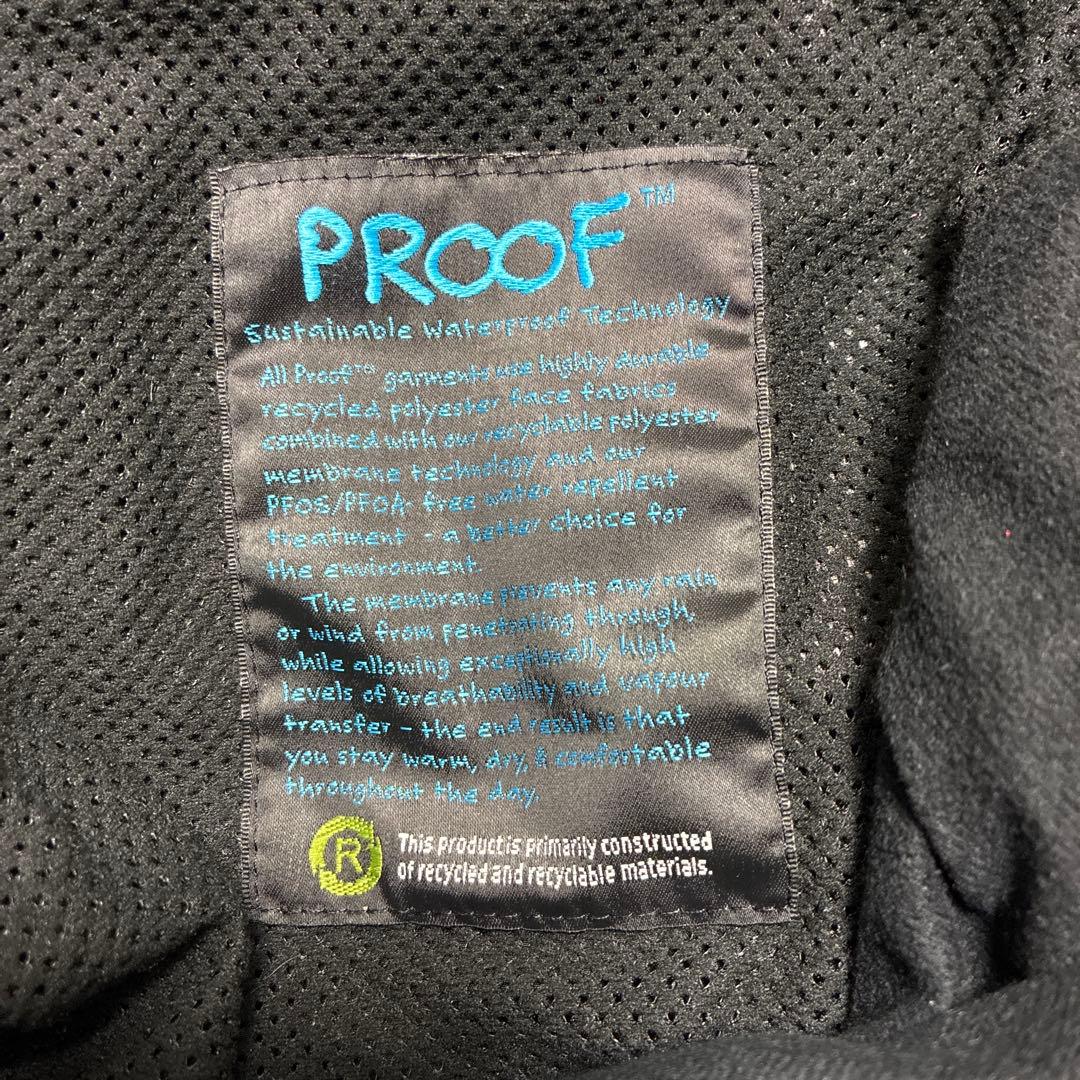 PROOF™
Sustainable Waterproof Technology
All Proof™ garments use highly durable
recycled polyester face fabrics
combined with our recyclable polyester
membrane technology and our
PFOS/PFOA- free water repellent
treatment - a better choice for
the environment.
The membrane prevents any rain
or wind from penetrating through,
while allowing exceptionally high
levels of breathability and vapour
transfer - the end result is that
you stay warm, dry, & comfortable
throughout the day.
R
This product is primarily constructed
of recycled and recyclable materials.